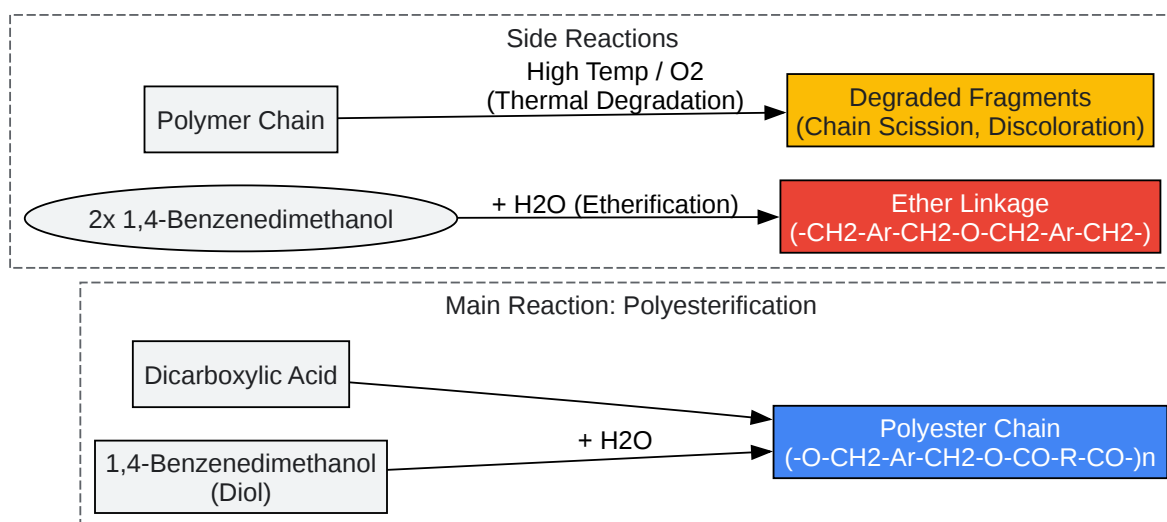 Side Reactions
High Temp / O2
(Thermal Degradation)
Polymer Chain
Degraded Fragments
(Chain Scission, Discoloration)
2x 1,4-Benzenedimethanol
+ H2O (Etherification)
Ether Linkage
(-CH2-Ar-CH2-O-CH2-Ar-CH2-)
Main Reaction: Polyesterification
Dicarboxylic Acid
1,4-Benzenedimethanol
(Diol)
+ H2O
Polyester Chain
(-O-CH2-Ar-CH2-O-CO-R-CO-)n